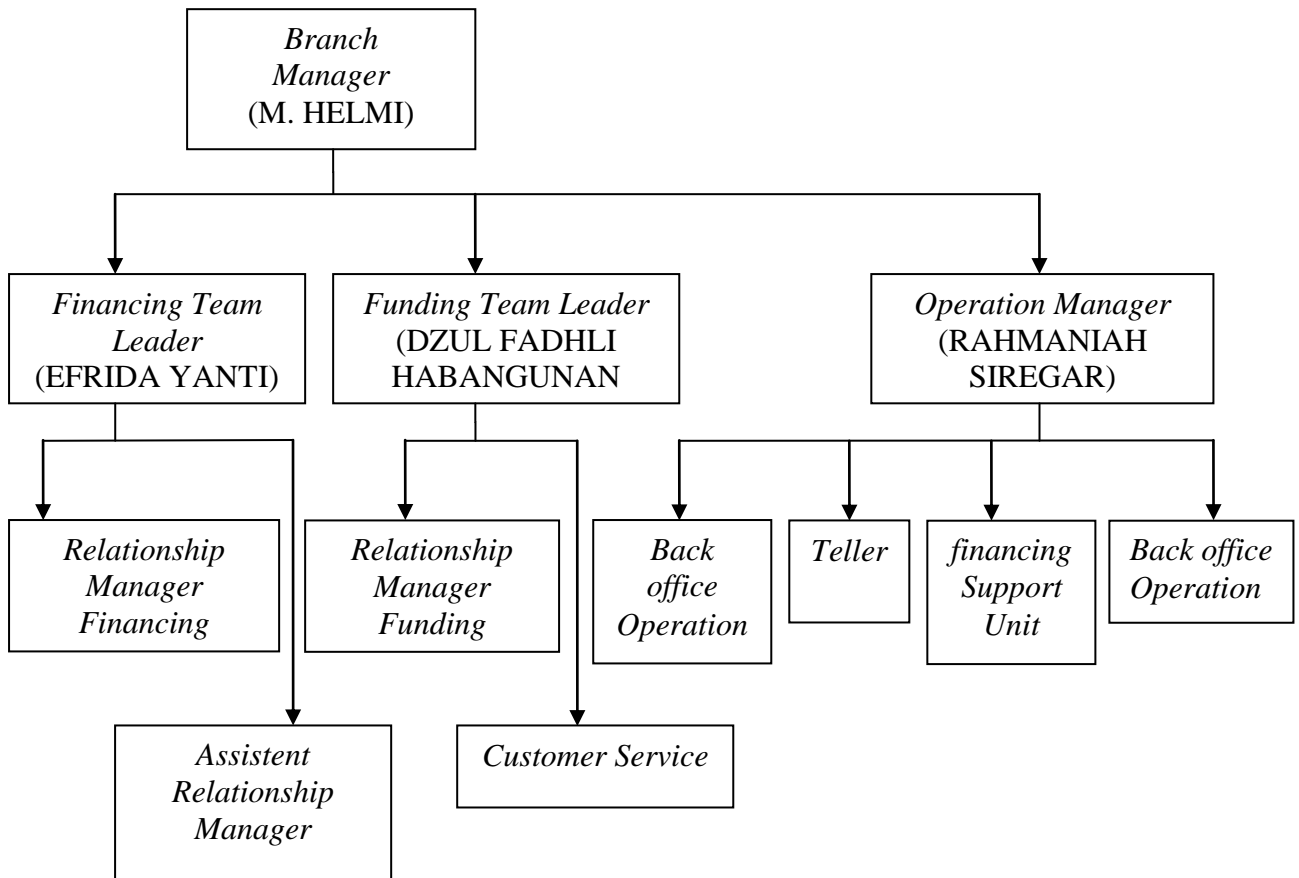 Branch
Manager
(M. HELMI)
Financing Team
Leader
(EFRIDA YANTI)
Funding Team Leader
(DZUL FADHLI
HABANGUNAN
Operation Manager
(RAHMANIAH
SIREGAR)
Relationship
Manager
Financing
Relationship
Manager
Funding
Back
office
Operation
Teller
financing
Support
Unit
Back office
Operation
Assistent
Relationship
Manager
Customer Service